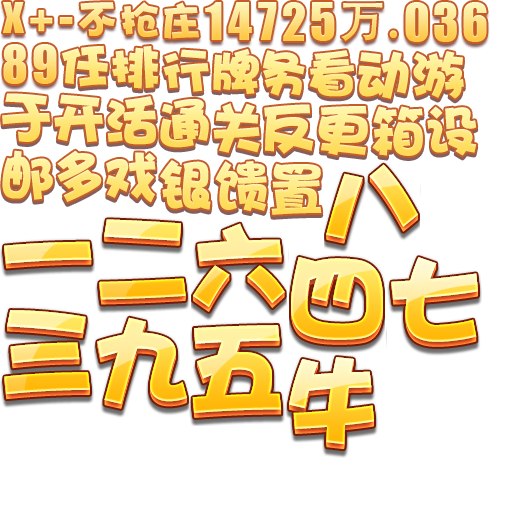 X+-不抢庄14725万.036
89任排行牌务看动游
于开活通关反更箱设
邮多戏银馈置八
一二六四七
三九五牛